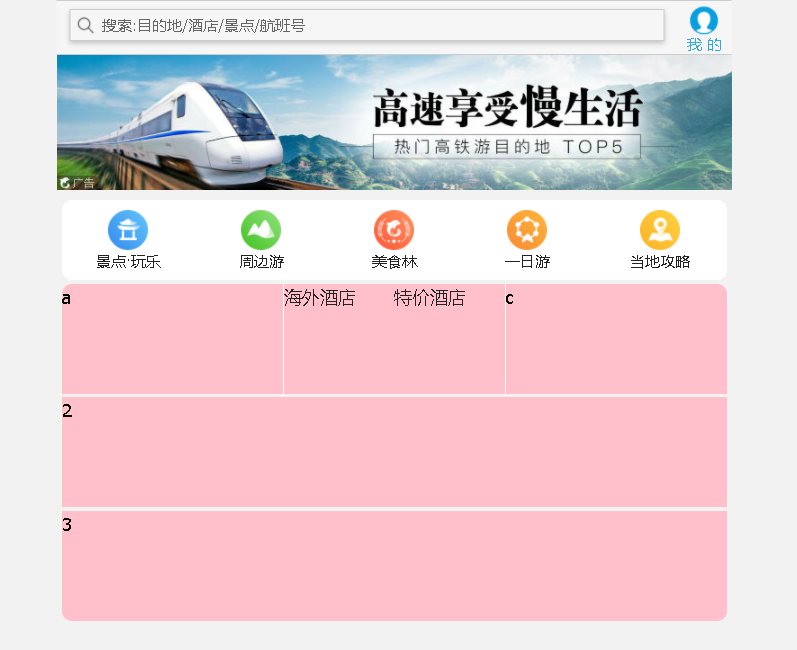 搜索:目的地/酒店/景点/航班号
我 的
高速享受慢生活
热门高铁游目的地 TOP5
广告
景点·玩乐 周边游 美食林 一日游 当地攻略
a 海外酒店 特价酒店 c
2
3